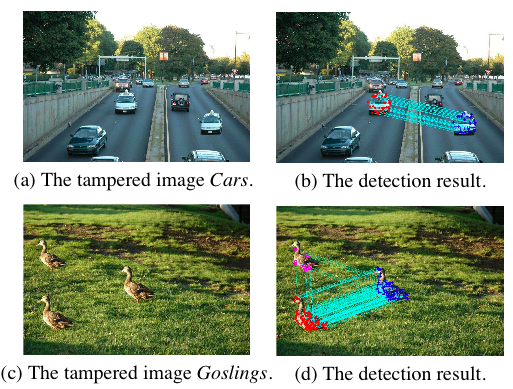 (a) The tampered image Cars.
(b) The detection result.
(c) The tampered image Goslings.
(d) The detection result.